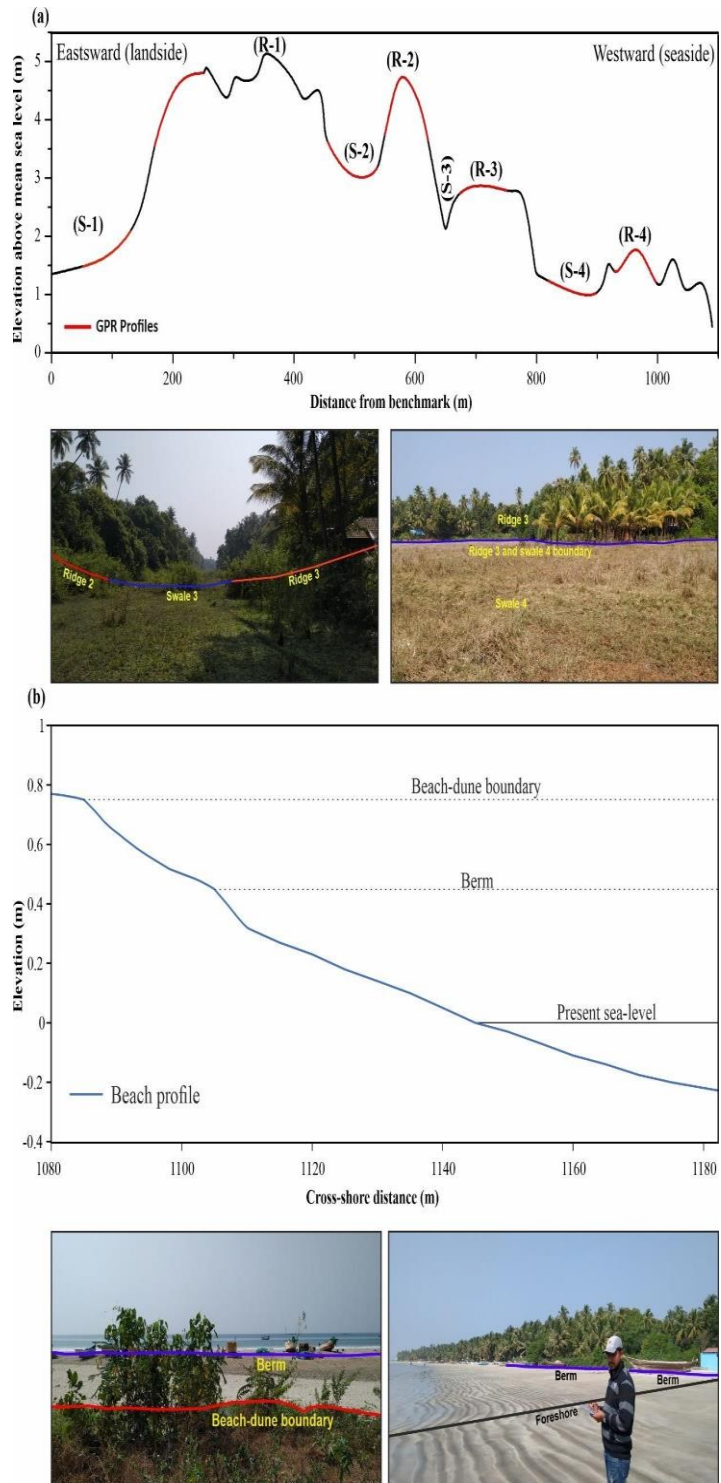 (a)
Eastsward (landside)
Westward (seaside)
(R-1)
(R-2)
(S-1)
(S-2)
(S-3)
(R-3)
(S-4)
(R-4)
GPR Profiles
Elevation above mean sea level (m)
5
4
3
2
1
0
0 200 400 600 800 1000
Distance from benchmark (m)
Ridge 2
Swale 3
Ridge 3
Ridge 3
Ridge 3 and swale 4 boundary
Swale 4
(b)
Elevation (m)
1
0.8
0.6
0.4
0.2
0
-0.2
-0.4
Beach-dune boundary
Berm
Present sea-level
Beach profile
1080 1100 1120 1140 1160 1180
Cross-shore distance (m)
Berm
Beach-dune boundary
Berm
Berm
Foreshore